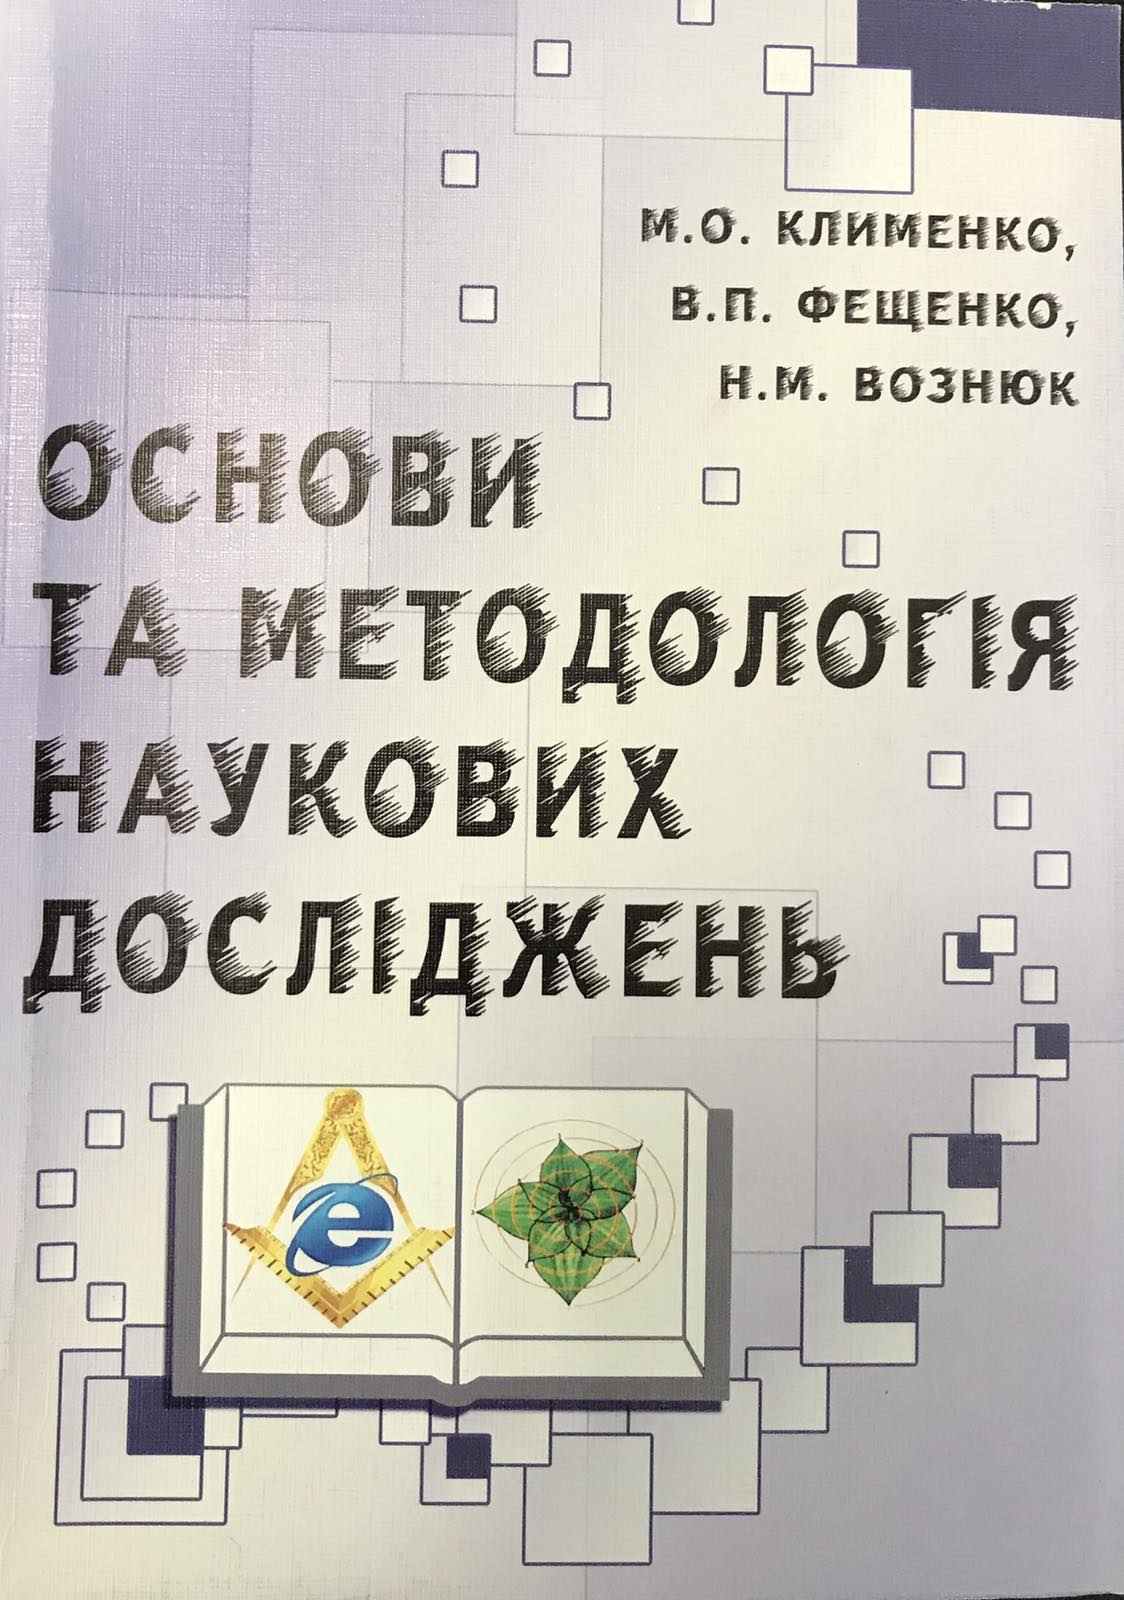 М.О. КЛИМЕНКО,
В.П. ФЕЩЕНКО,
Н.М. ВОЗНЮК
ОСНОВИ
ТА МЕТОДОЛОГІЯ
НАУКОВИХ
ДОСЛІДЖЕНЬ
e